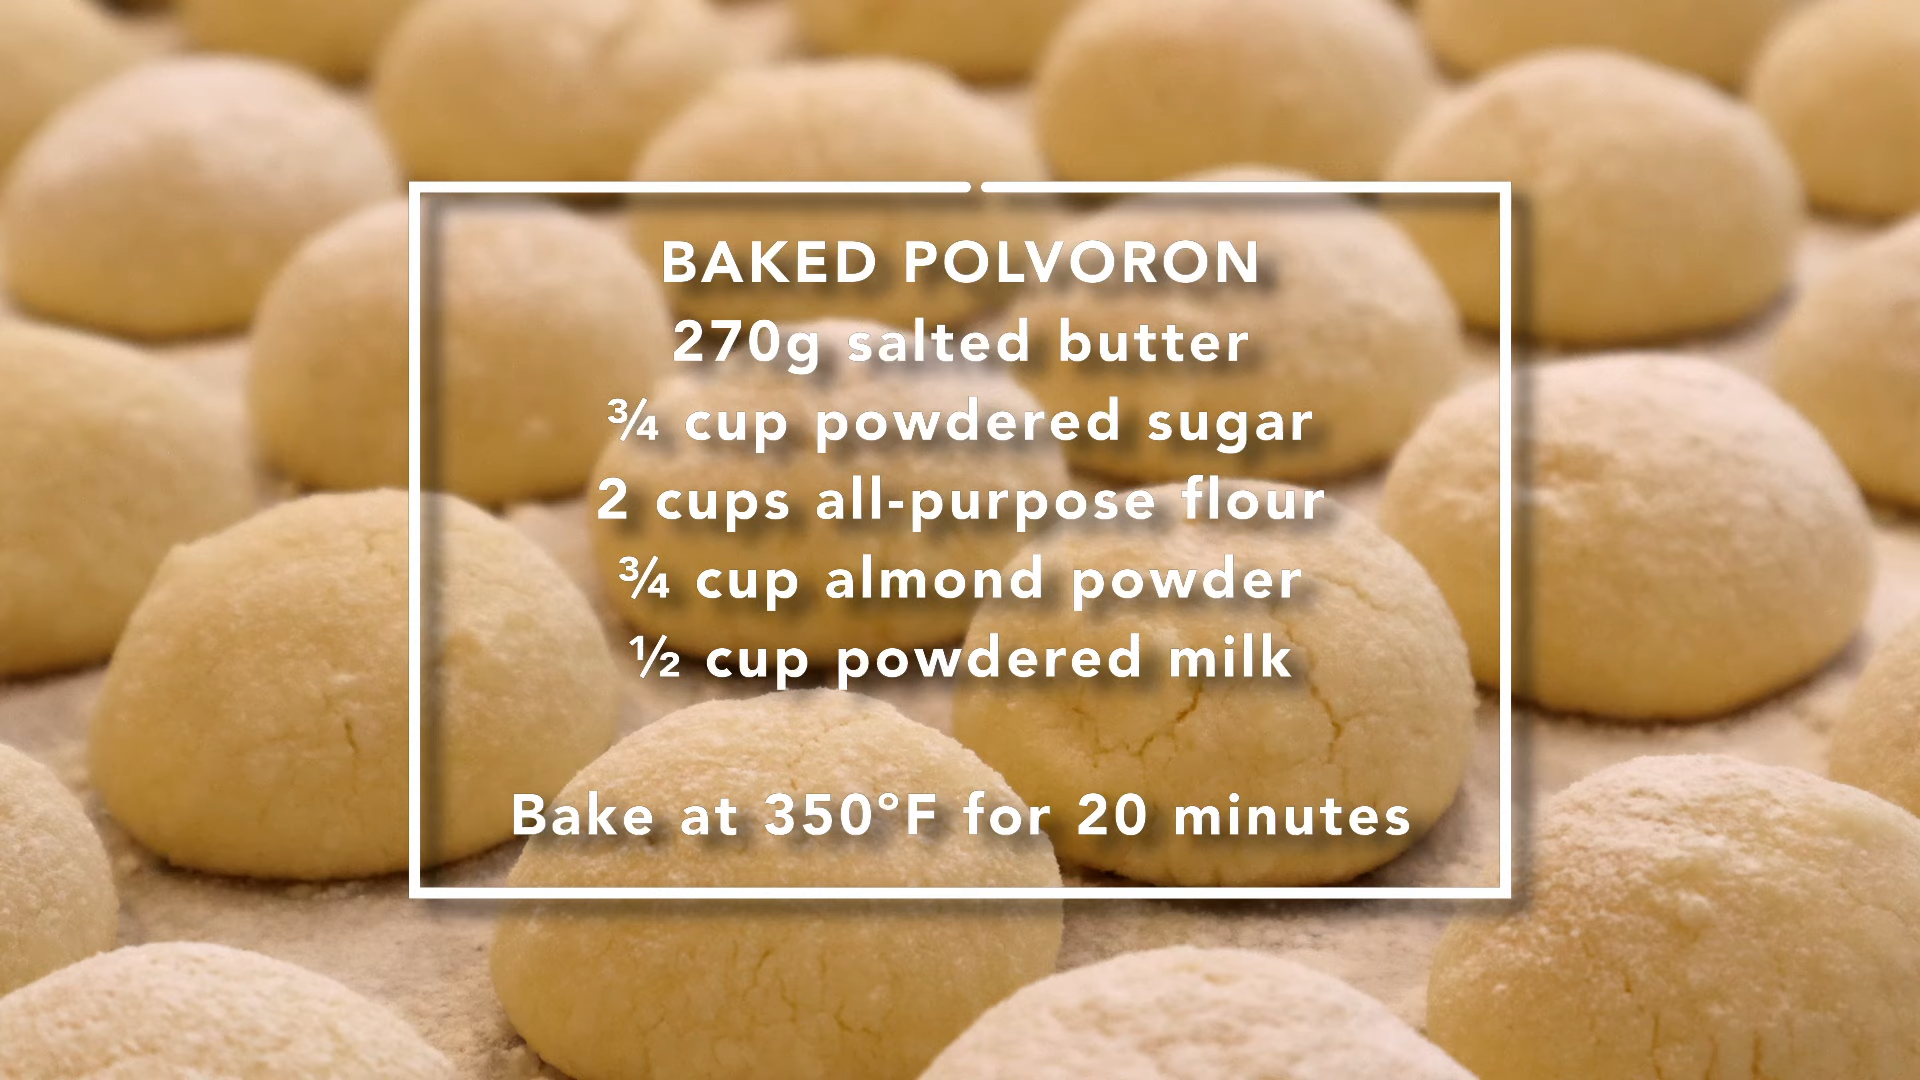 BAKED POLVORON
270g salted butter
¾ cup powdered sugar
2 cups all-purpose flour
¾ cup almond powder
½ cup powdered milk
Bake at 350°F for 20 minutes